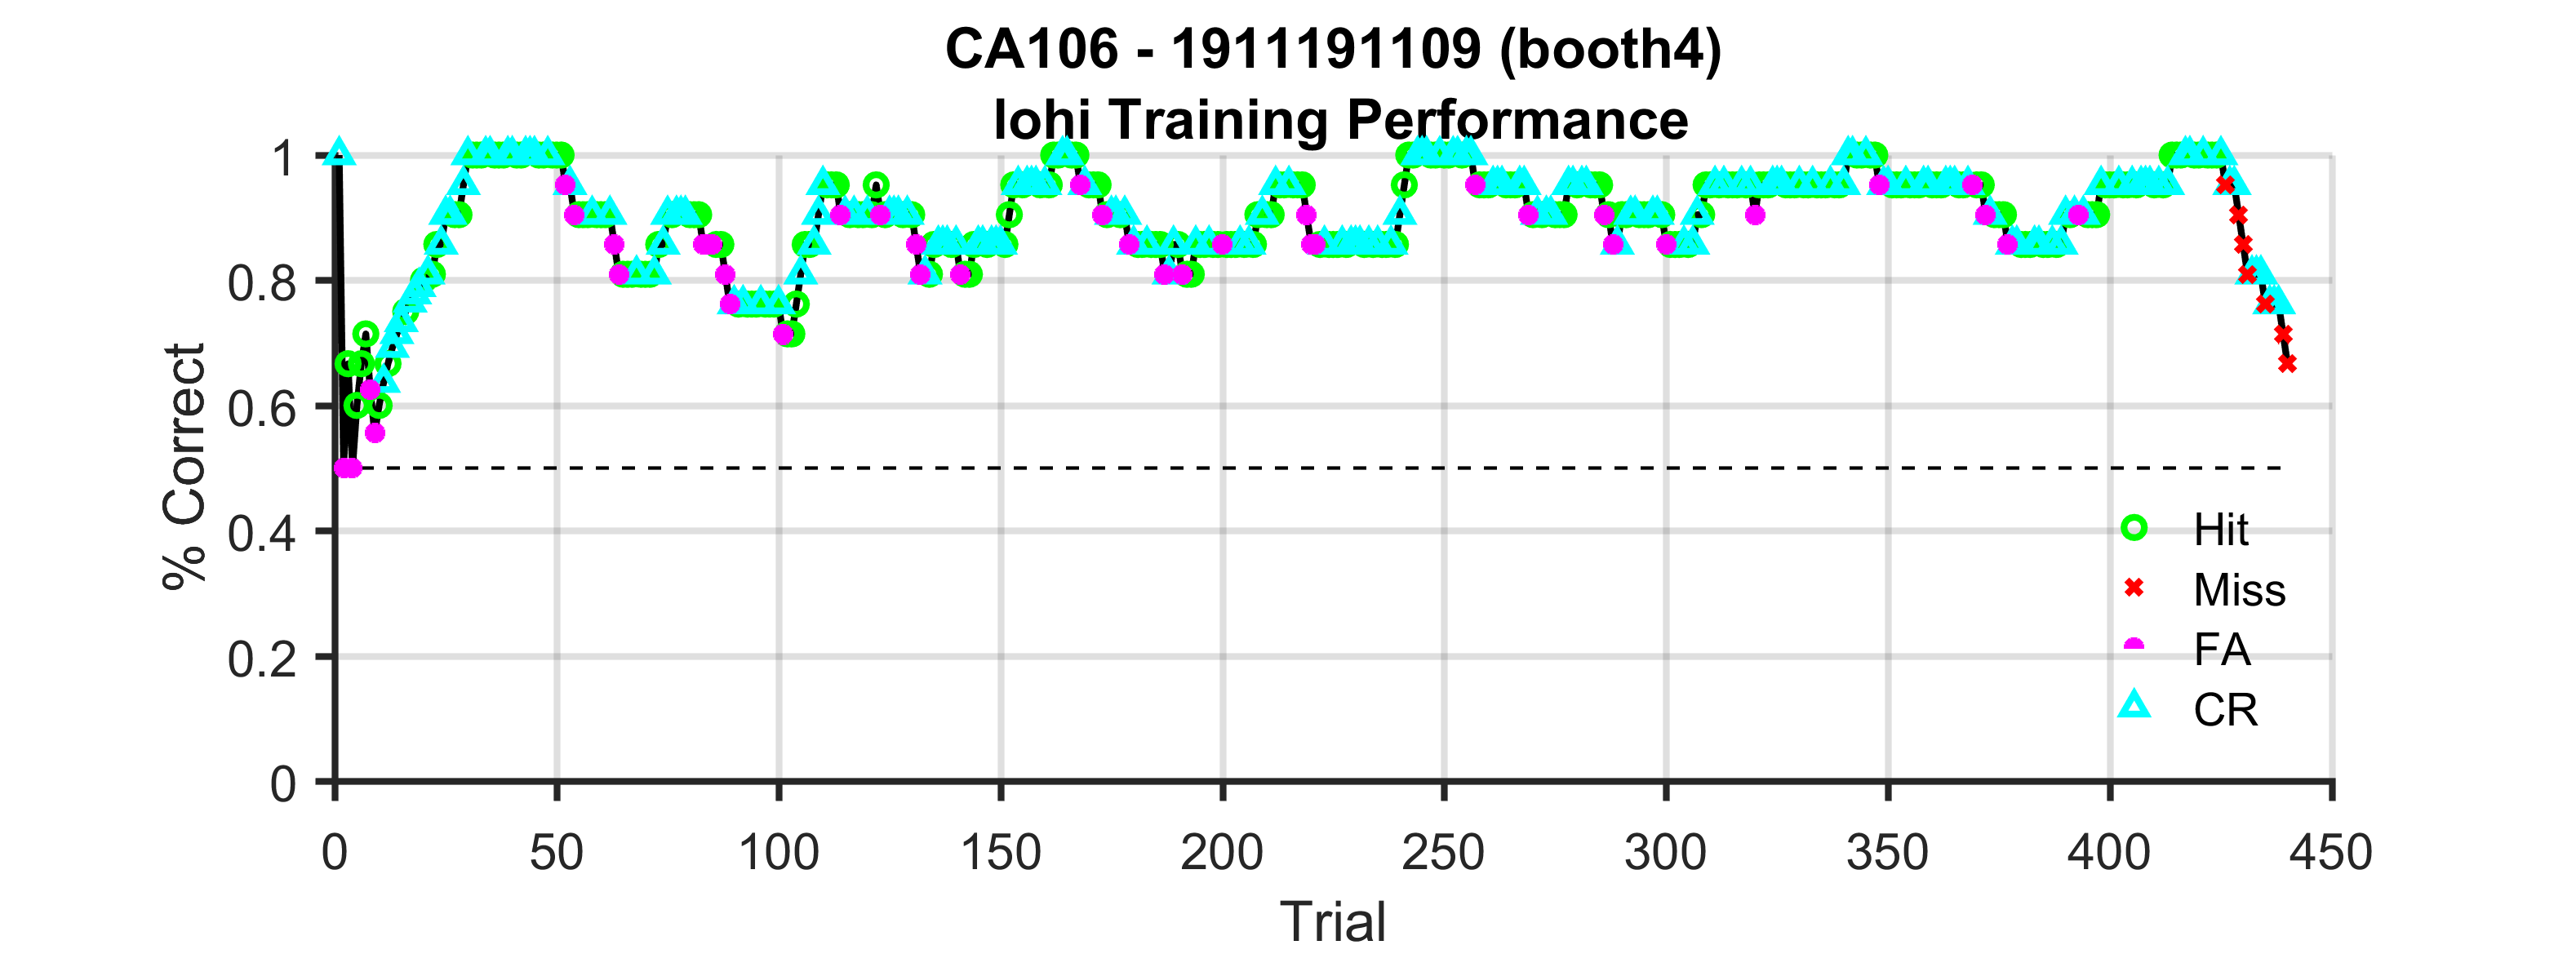 CA106 - 1911191109 (booth4)
lohi Training Performance
% Correct
1
0.8
0.6
0.4
0.2
0
Hit
Miss
FA
CR
0 50 100 150 200 250 300 350 400 450
Trial